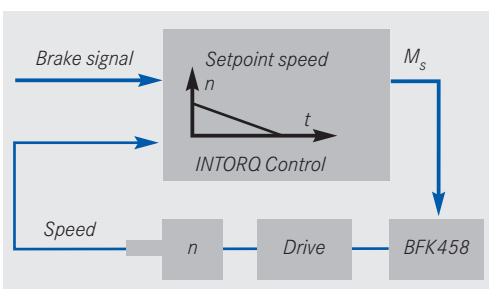 Brake signal
Setpoint speed
n
t
INTORQ Control
Mₛ
Speed
n
Drive
BFK458